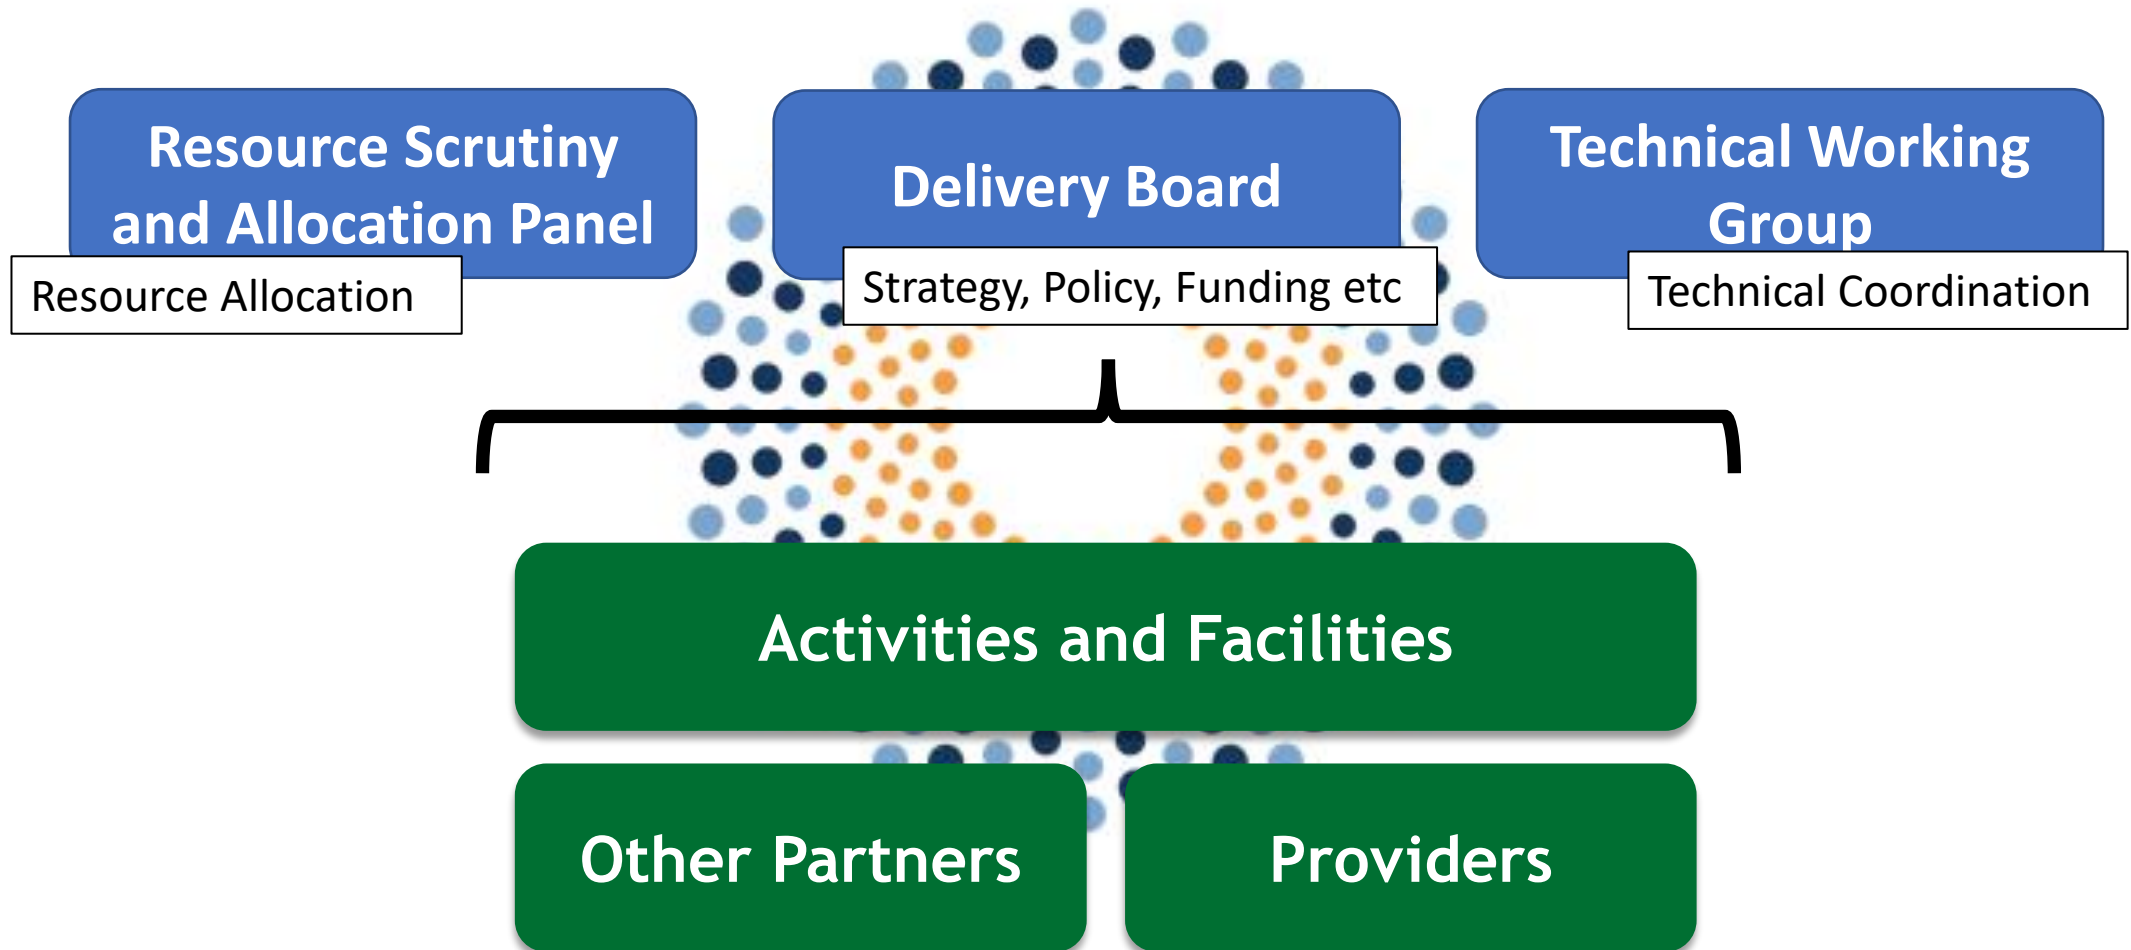 Resource Scrutiny
and Allocation Panel
Resource Allocation
Delivery Board
Strategy, Policy, Funding etc
Technical Working
Group
Technical Coordination
Activities and Facilities
Other Partners
Providers